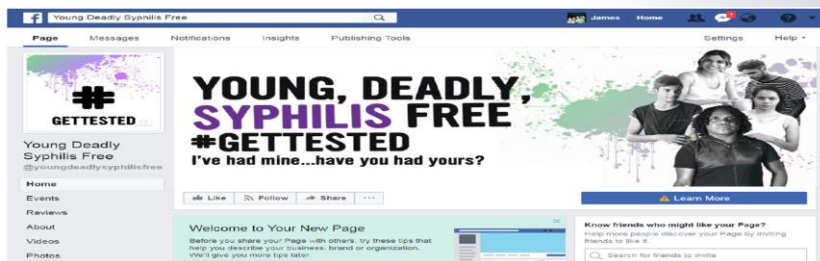 Young Deadly Syphilis Free
James Home
Page Messages Notifications Insights Publishing Tools Settings Help
#
GETTESTED
YOUNG, DEADLY,
SYPHILIS FREE
#GETTESTED
I've had mine...have you had yours?
Young Deadly
Syphilis Free
@youngdeadlysyphilisfree
Home
Events
Reviews
About
Videos
Photos
Like Follow Share ...
Learn More
Welcome to Your New Page
Before you share your Page with others, try these tips that
help you describe your business, brand or organization.
We'll give you more tips later.
Know friends who might like your Page?
Help more people discover your Page by inviting
friends to like it.
Search for friends to invite